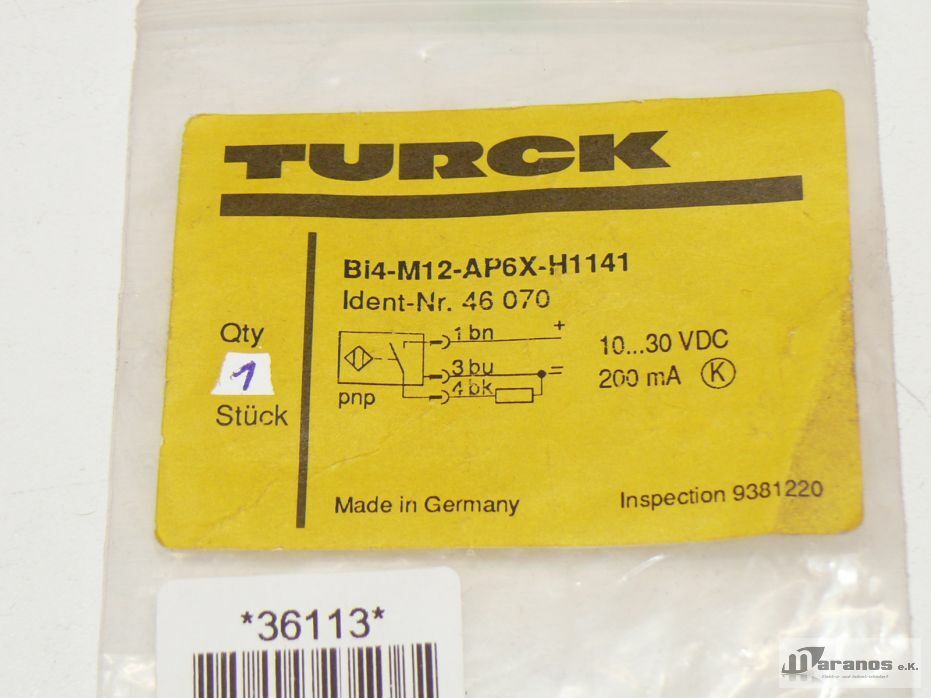 TURCK
Bi4-M12-AP6X-H1141
Ident-Nr. 46 070
Qty
1
Stück
1 bn +
3 bu
4 bk
pnp
10...30 VDC
200 mA K
Made in Germany
Inspection 9381220
*36113*
maranos e.K.